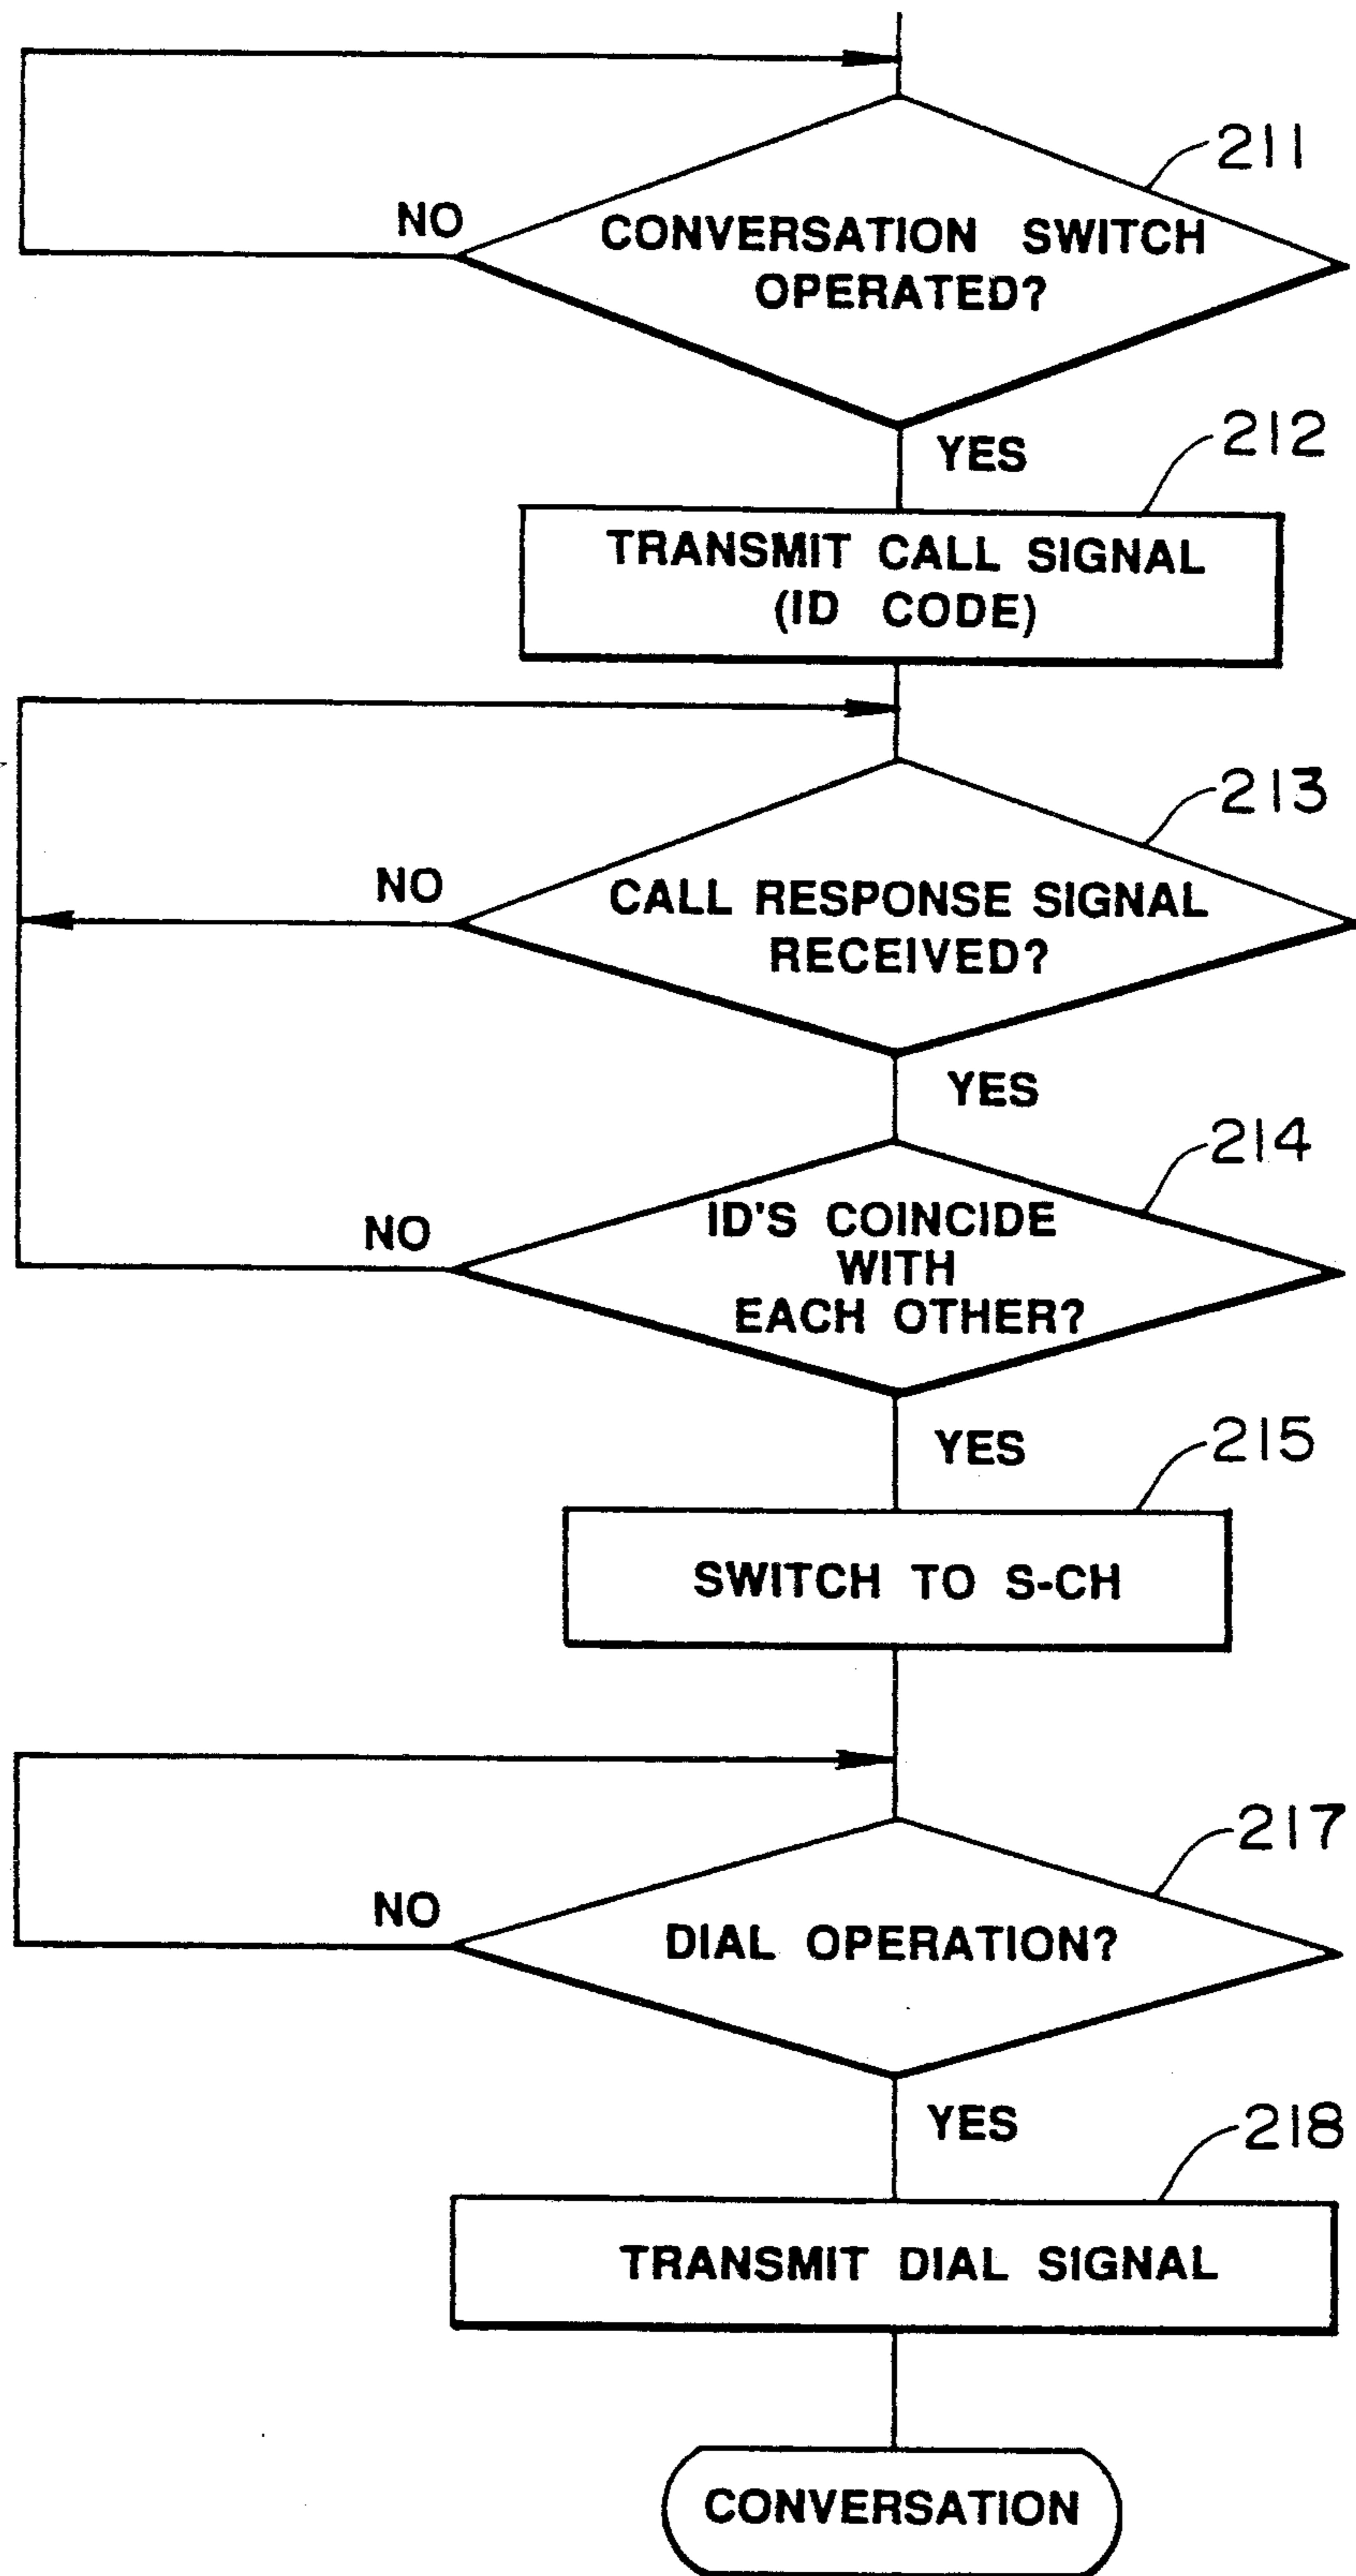 211
NO
CONVERSATION SWITCH
OPERATED?
YES
212
TRANSMIT CALL SIGNAL
(ID CODE)
213
NO
CALL RESPONSE SIGNAL
RECEIVED?
YES
214
NO
ID'S COINCIDE
WITH
EACH OTHER?
YES
215
SWITCH TO S-CH
217
NO
DIAL OPERATION?
YES
218
TRANSMIT DIAL SIGNAL
CONVERSATION